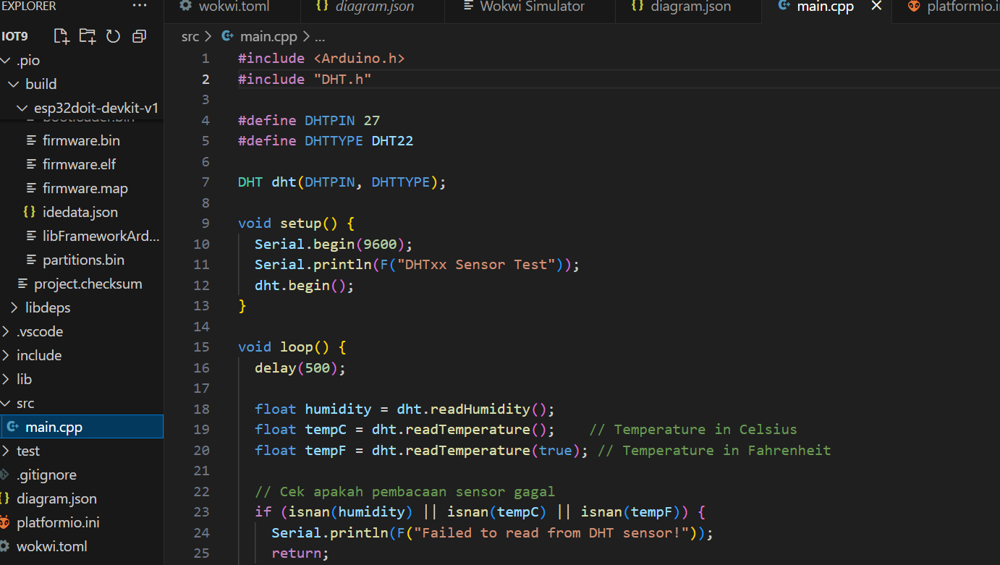 EXPLORER ...
wokwi.toml
diagram.json
Wokwi Simulator
diagram.json
main.cpp
IOT9
src > main.cpp > ...
.pio
build
esp32doit-devkit-v1
bootloader.bin
firmware.bin
firmware.elf
firmware.map
idedata.json
libFrameworkArd...
partitions.bin
project.checksum
libdeps
.vscode
include
lib
src
main.cpp
test
.gitignore
diagram.json
platformio.ini
wokwi.toml
1 #include <Arduino.h>
2 #include "DHT.h"
3
4 #define DHTPIN 27
5 #define DHTTYPE DHT22
6
7 DHT dht(DHTPIN, DHTTYPE);
8
9 void setup() {
10 Serial.begin(9600);
11 Serial.println(F("DHTxx Sensor Test"));
12 dht.begin();
13 }
14
15 void loop() {
16 delay(500);
17
18 float humidity = dht.readHumidity();
19 float tempC = dht.readTemperature(); // Temperature in Celsius
20 float tempF = dht.readTemperature(true); // Temperature in Fahrenheit
21
22 // Cek apakah pembacaan sensor gagal
23 if (isnan(humidity) || isnan(tempC) || isnan(tempF)) {
24 Serial.println(F("Failed to read from DHT sensor!"));
25 return;